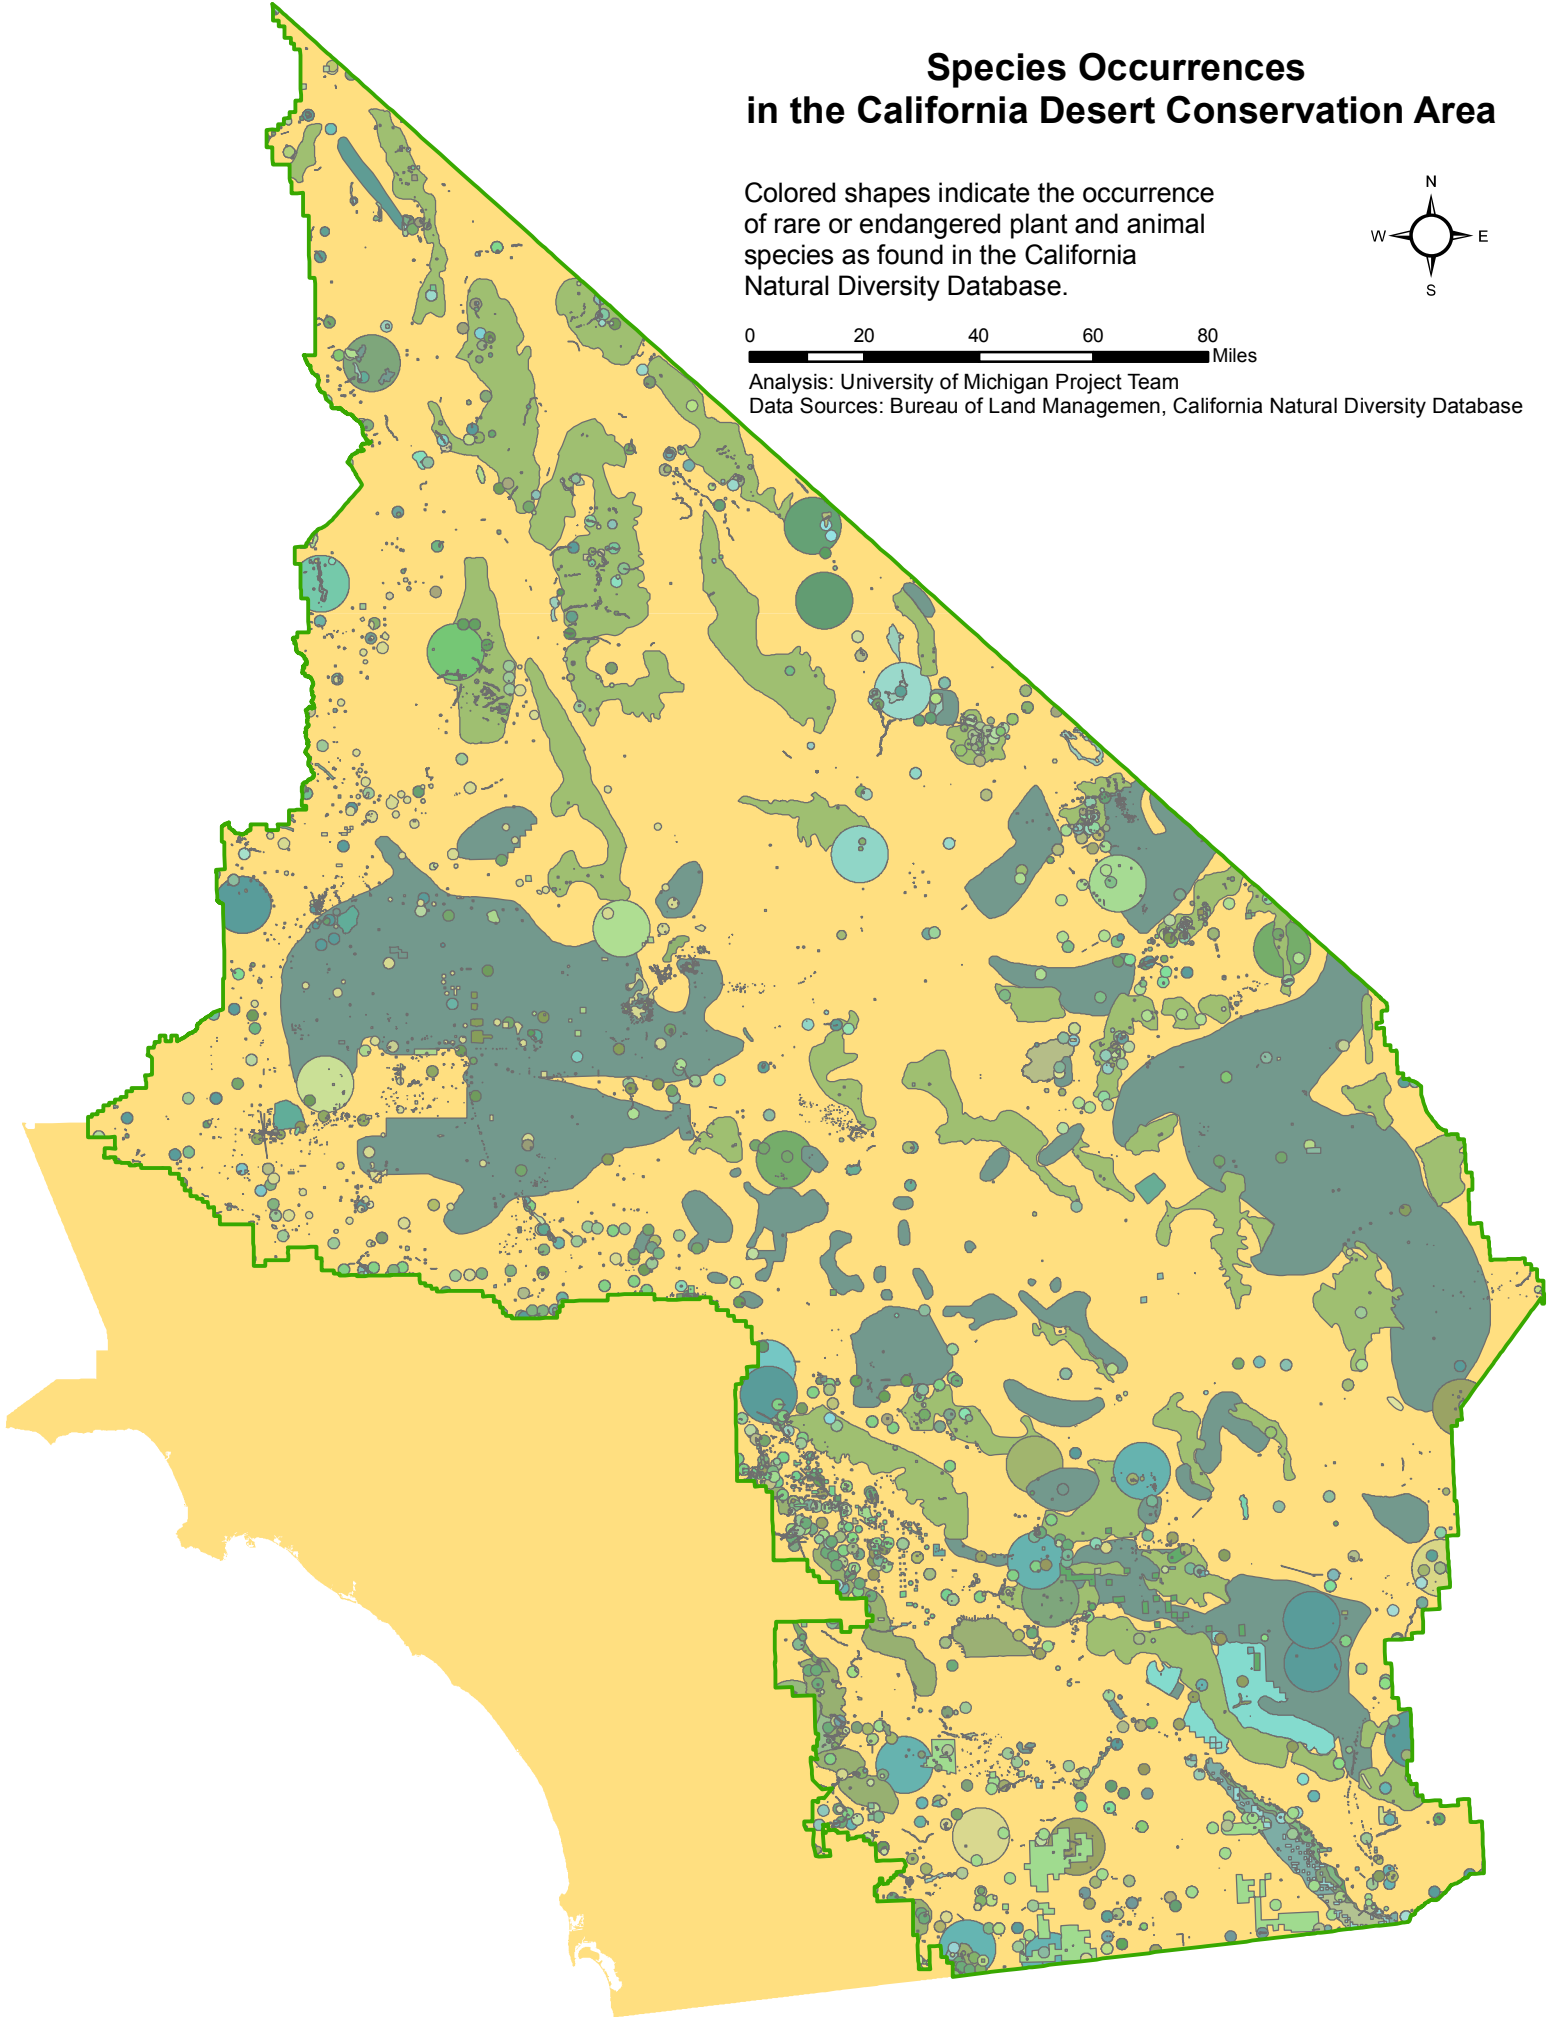 Species Occurrences
in the California Desert Conservation Area
Colored shapes indicate the occurrence
of rare or endangered plant and animal
species as found in the California
Natural Diversity Database.
N
W E
S
0 20 40 60 80
Miles
Analysis: University of Michigan Project Team
Data Sources: Bureau of Land Managemen, California Natural Diversity Database